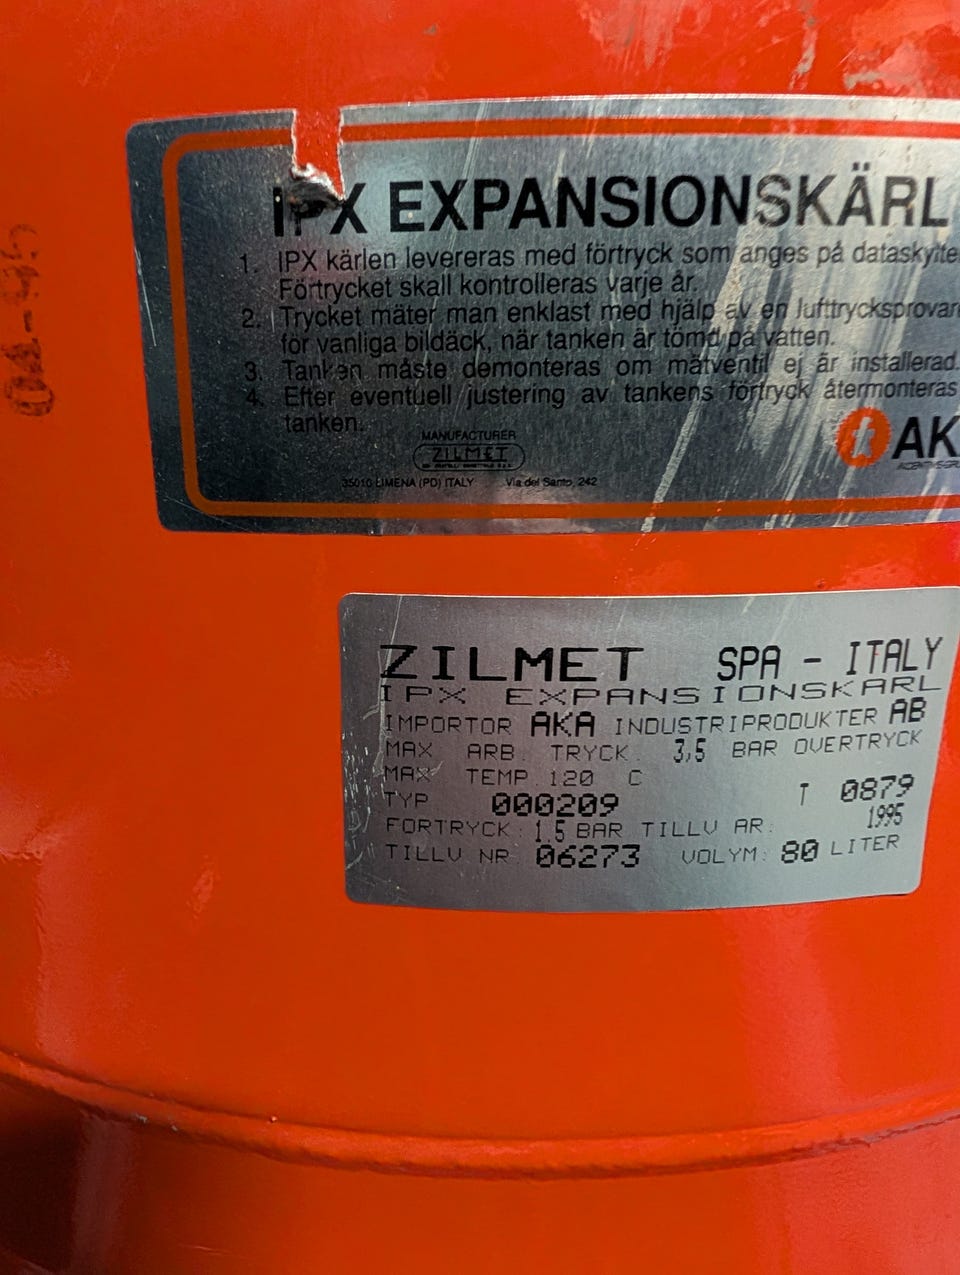 IPX EXPANSIONSKÄRL
1. IPX kärlen levereras med förtryck som anges på
Förtrycket skall kontrolleras varje år.
2. Trycket mäter man enklast med hjälp av en
för vanliga bildäck, när tanken är tömd på vatten.
3. Tanken måste demonteras om mätventil ej är installerad.
4. Efter eventuell justering av tankens förtryck återmonteras
tanken.
MANUFACTURER
ZILMET
35010 LIMENA (PD) ITALY Via del Santo, 242
AK
04-95
ZILMET SPA - ITALY
IPX EXPANSIONSKARL
IMPORTOR AKA INDUSTRIPRODUKTER AB
MAX ARB. TRYCK. 3,5 BAR OVERTRYCK
MAX TEMP. 120 C
TYP 000209 T 0879
FORTRYCK: 1.5 BAR TILLV AR: 1995
TILLV NR 06273 VOLYM: 80 LITER